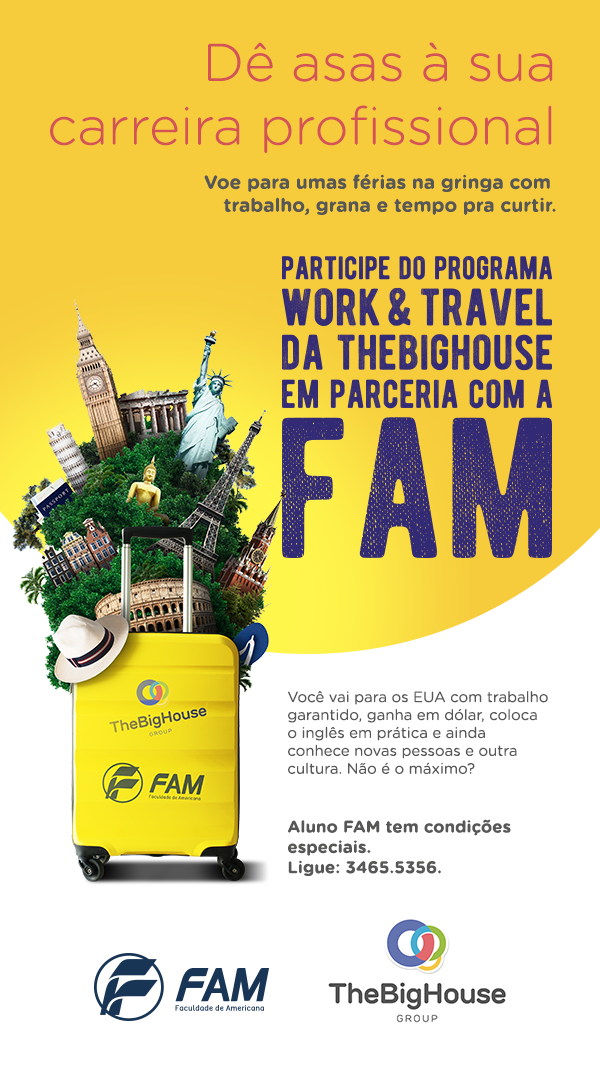 Dê asas à sua
carreira profissional
Voe para umas férias na gringa com
trabalho, grana e tempo pra curtir.
PARTICIPE DO PROGRAMA
WORK & TRAVEL
DA THEBIGHOUSE
EM PARCERIA COM A
FAM
PASSPORT
TheBigHouse
GROUP
FAM
Faculdade de Americana
Você vai para os EUA com trabalho
garantido, ganha em dólar, coloca
o inglês em prática e ainda
conhece novas pessoas e outra
cultura. Não é o máximo?
Aluno FAM tem condições
especiais.
Ligue: 3465.5356.
FAM
Faculdade de Americana
TheBigHouse
GROUP